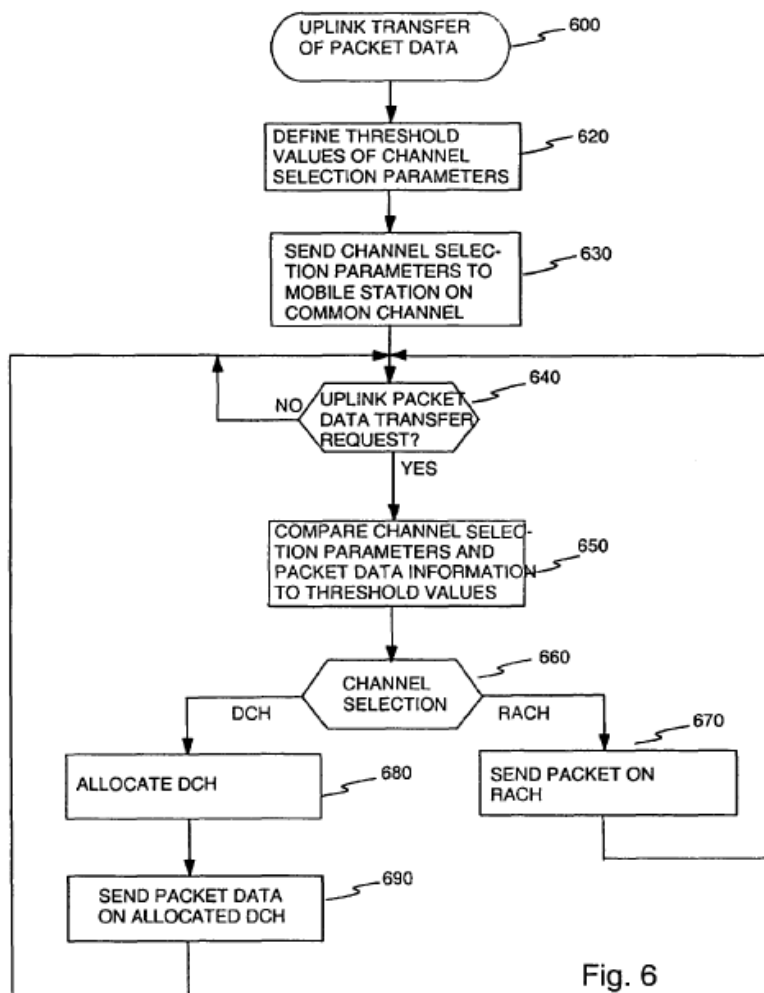 UPLINK TRANSFER
OF PACKET DATA
600
DEFINE THRESHOLD
VALUES OF CHANNEL
SELECTION PARAMETERS
620
SEND CHANNEL SELEC-
TION PARAMETERS TO
MOBILE STATION ON
COMMON CHANNEL
630
640
NO
UPLINK PACKET
DATA TRANSFER
REQUEST?
YES
COMPARE CHANNEL SELEC-
TION PARAMETERS AND
PACKET DATA INFORMATION
TO THRESHOLD VALUES
650
660
CHANNEL
SELECTION
DCH
RACH
670
ALLOCATE DCH
680
SEND PACKET ON
RACH
SEND PACKET DATA
ON ALLOCATED DCH
690
Fig. 6